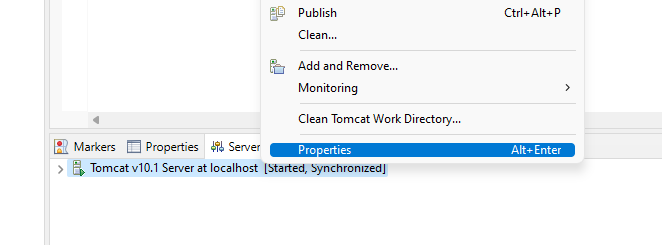 Publish Ctrl+Alt+P
Clean...
Add and Remove...
Monitoring
Clean Tomcat Work Directory...
Properties Alt+Enter
Markers Properties Server
Tomcat v10.1 Server at localhost [Started, Synchronized]